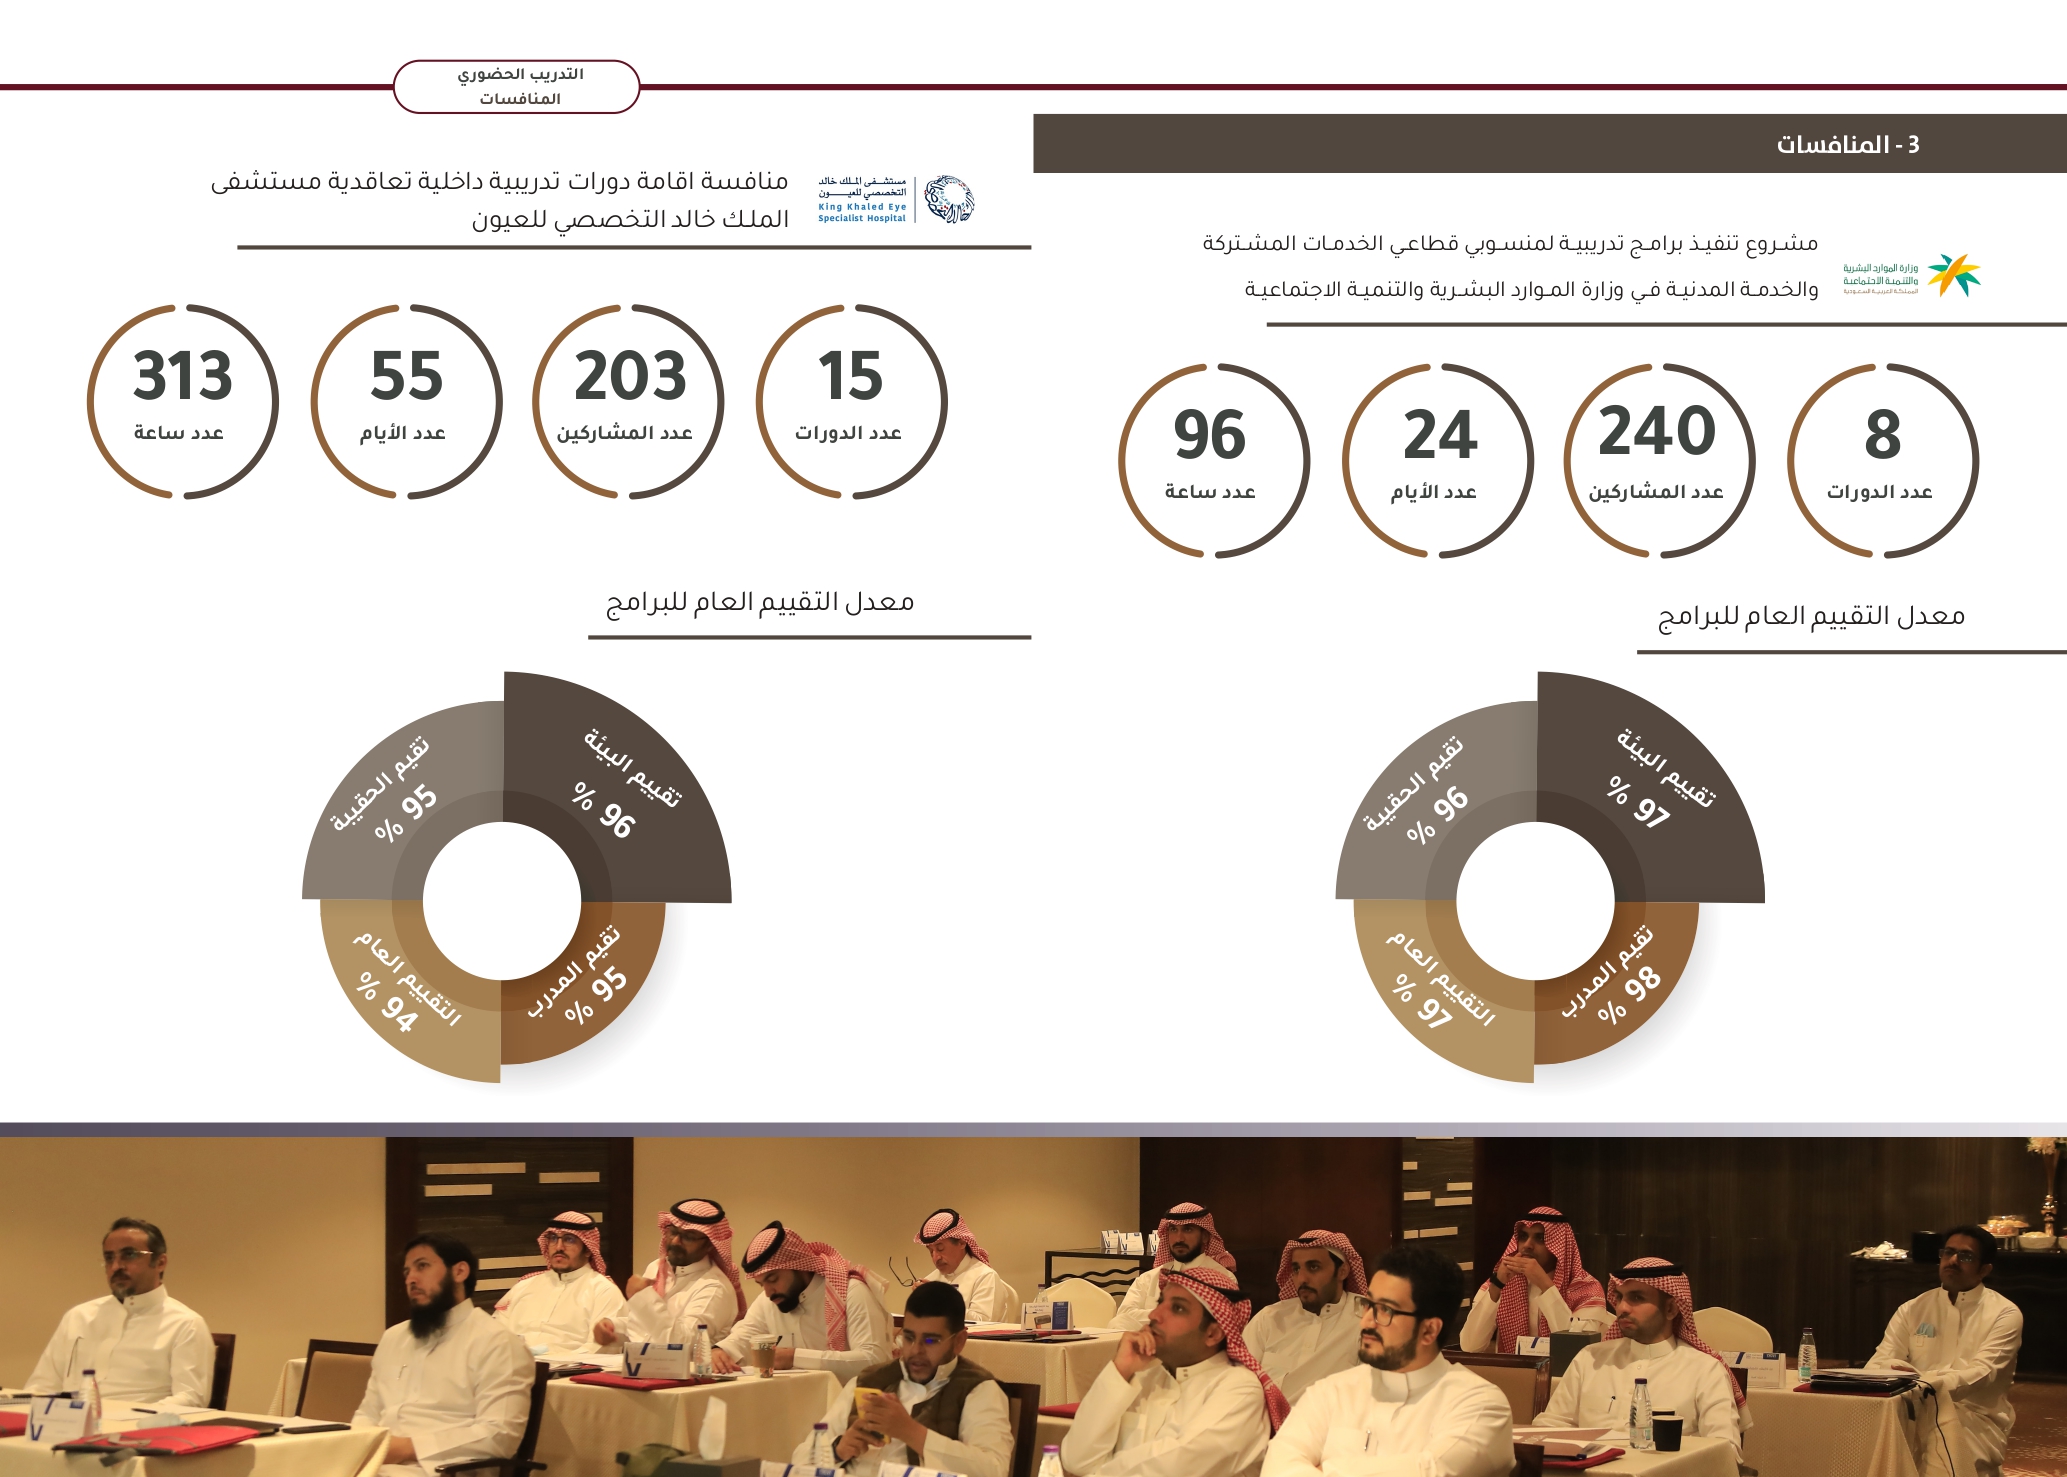 التدريب الحضوري
المنافسات
3 - المنافسات
وزارة الموارد البشرية
والتنمية الاجتماعية
المملكة العربية السعودية
مشروع تنفيذ برامج تدريبية لمنسوبي قطاعي الخدمات المشتركة
والخدمة المدنية في وزارة الموارد البشرية والتنمية الاجتماعية
8
عدد الدورات
240
عدد المشاركين
24
عدد الأيام
96
عدد ساعة
معدل التقييم العام للبرامج
تقييم البيئة
97 %
تقيم الحقيبة
96 %
تقيم المدرب
98 %
التقييم العام
97 %
مستشفى الملك خالد
التخصصي للعيون
King Khaled Eye
Specialist Hospital
منافسة اقامة دورات تدريبية داخلية تعاقدية مستشفى
الملك خالد التخصصي للعيون
15
عدد الدورات
203
عدد المشاركين
55
عدد الأيام
313
عدد ساعة
معدل التقييم العام للبرامج
تقييم البيئة
96 %
تقيم الحقيبة
95 %
تقيم المدرب
95 %
التقييم العام
94 %